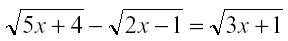 √(5x+4) − √(2x−1) = √(3x+1)